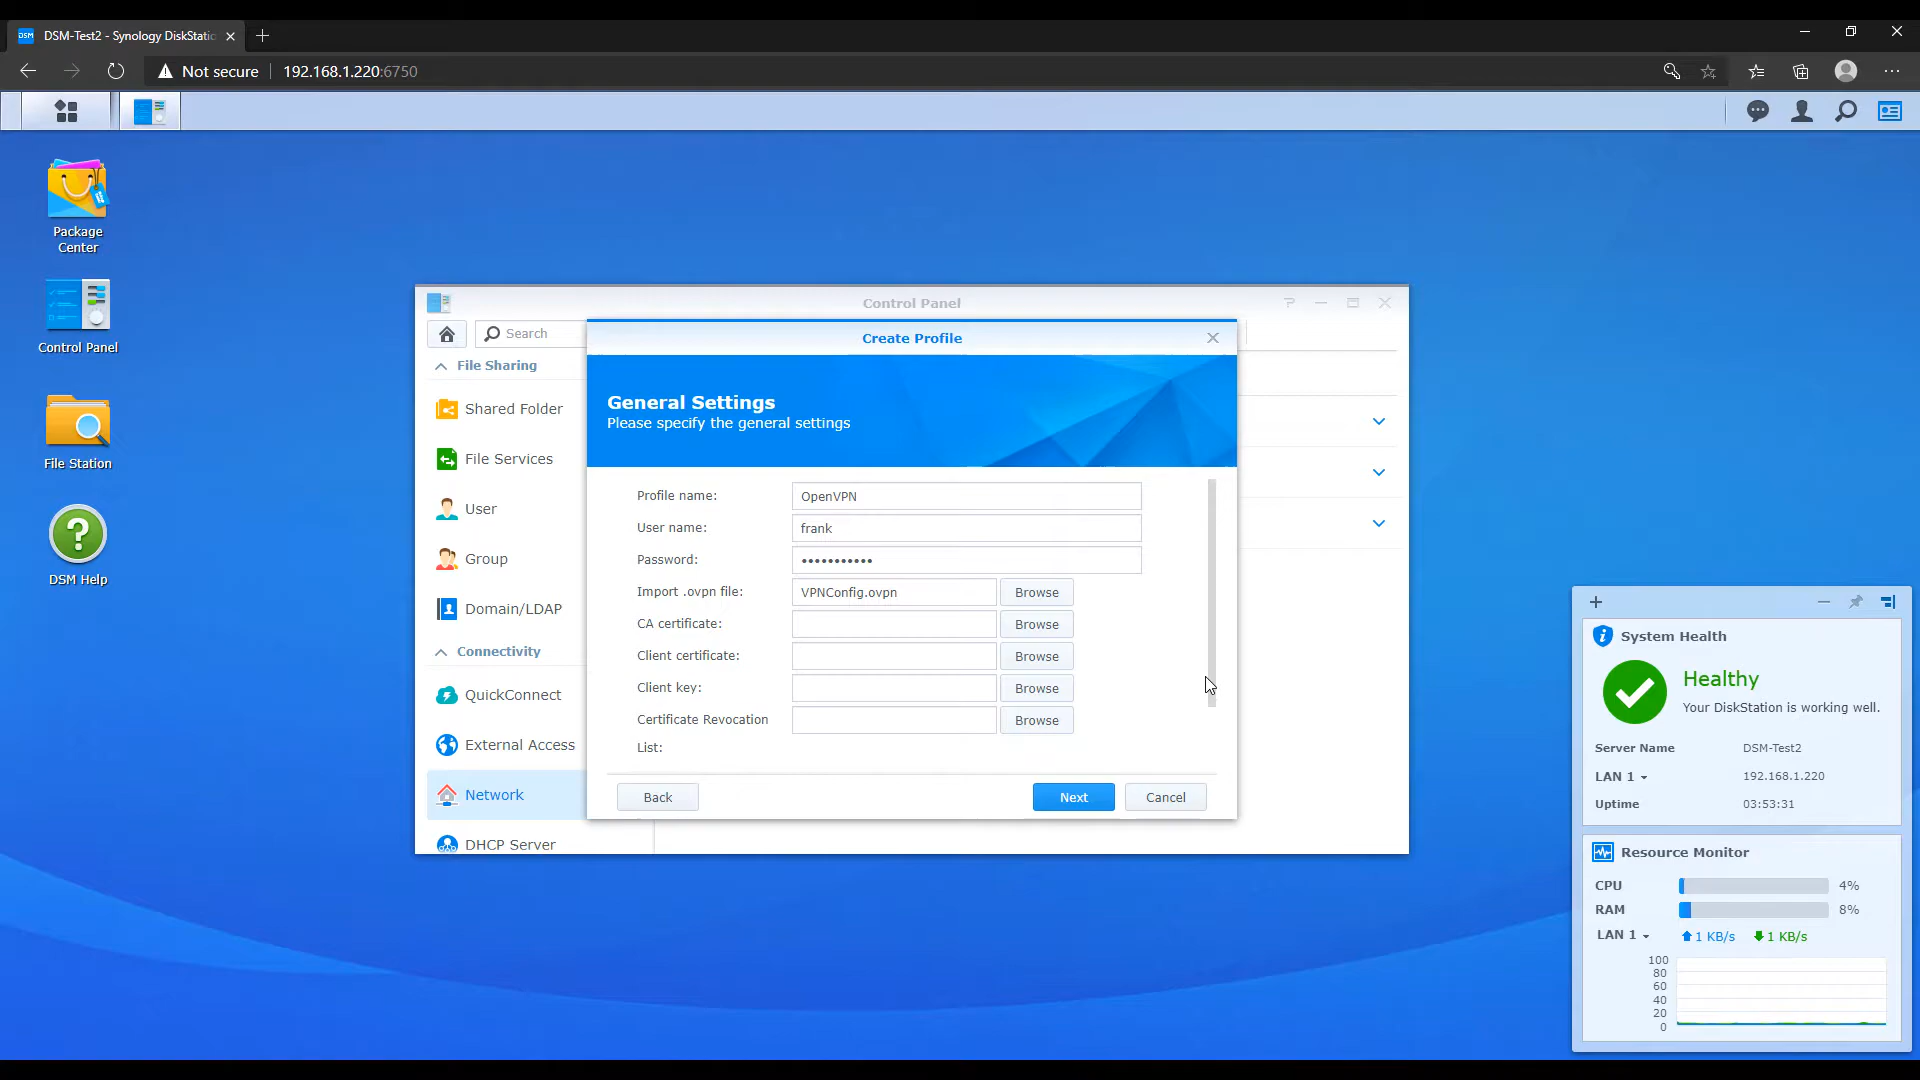 DSM
DSM-Test2 - Synology DiskStatio
Not secure
192.168.1.220:6750
Package
Center
Control Panel
File Station
?
DSM Help
Control Panel
Search
File Sharing
Shared Folder
File Services
User
Group
Domain/LDAP
Connectivity
QuickConnect
External Access
Network
DHCP Server
Create Profile
General Settings
Please specify the general settings
Profile name:
OpenVPN
User name:
frank
Password:
•••••••••••
Import .ovpn file:
VPNConfig.ovpn
Browse
CA certificate:
Browse
Client certificate:
Browse
Client key:
Browse
Certificate Revocation
List:
Browse
Back
Next
Cancel
System Health
Healthy
Your DiskStation is working well.
Server Name
DSM-Test2
LAN 1
192.168.1.220
Uptime
03:53:31
Resource Monitor
CPU
4%
RAM
8%
LAN 1
1 KB/s
1 KB/s
100
80
60
40
20
0